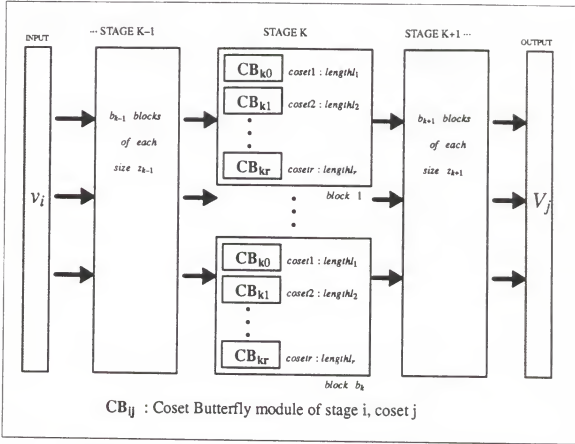 ··· STAGE K–1
STAGE K
STAGE K+1 ···
INPUT
OUTPUT
CBk0 coset1 : lengthl1
CBk1 coset2 : lengthl2
CBkr cosetr : lengthlr
block 1
bk–1 blocks
of each
size zk–1
bk+1 blocks
of each
size zk+1
vi
Vj
CBk0 coset1 : lengthl1
CBk1 coset2 : lengthl2
CBkr cosetr : lengthlr
block bk
CBij : Coset Butterfly module of stage i, coset j